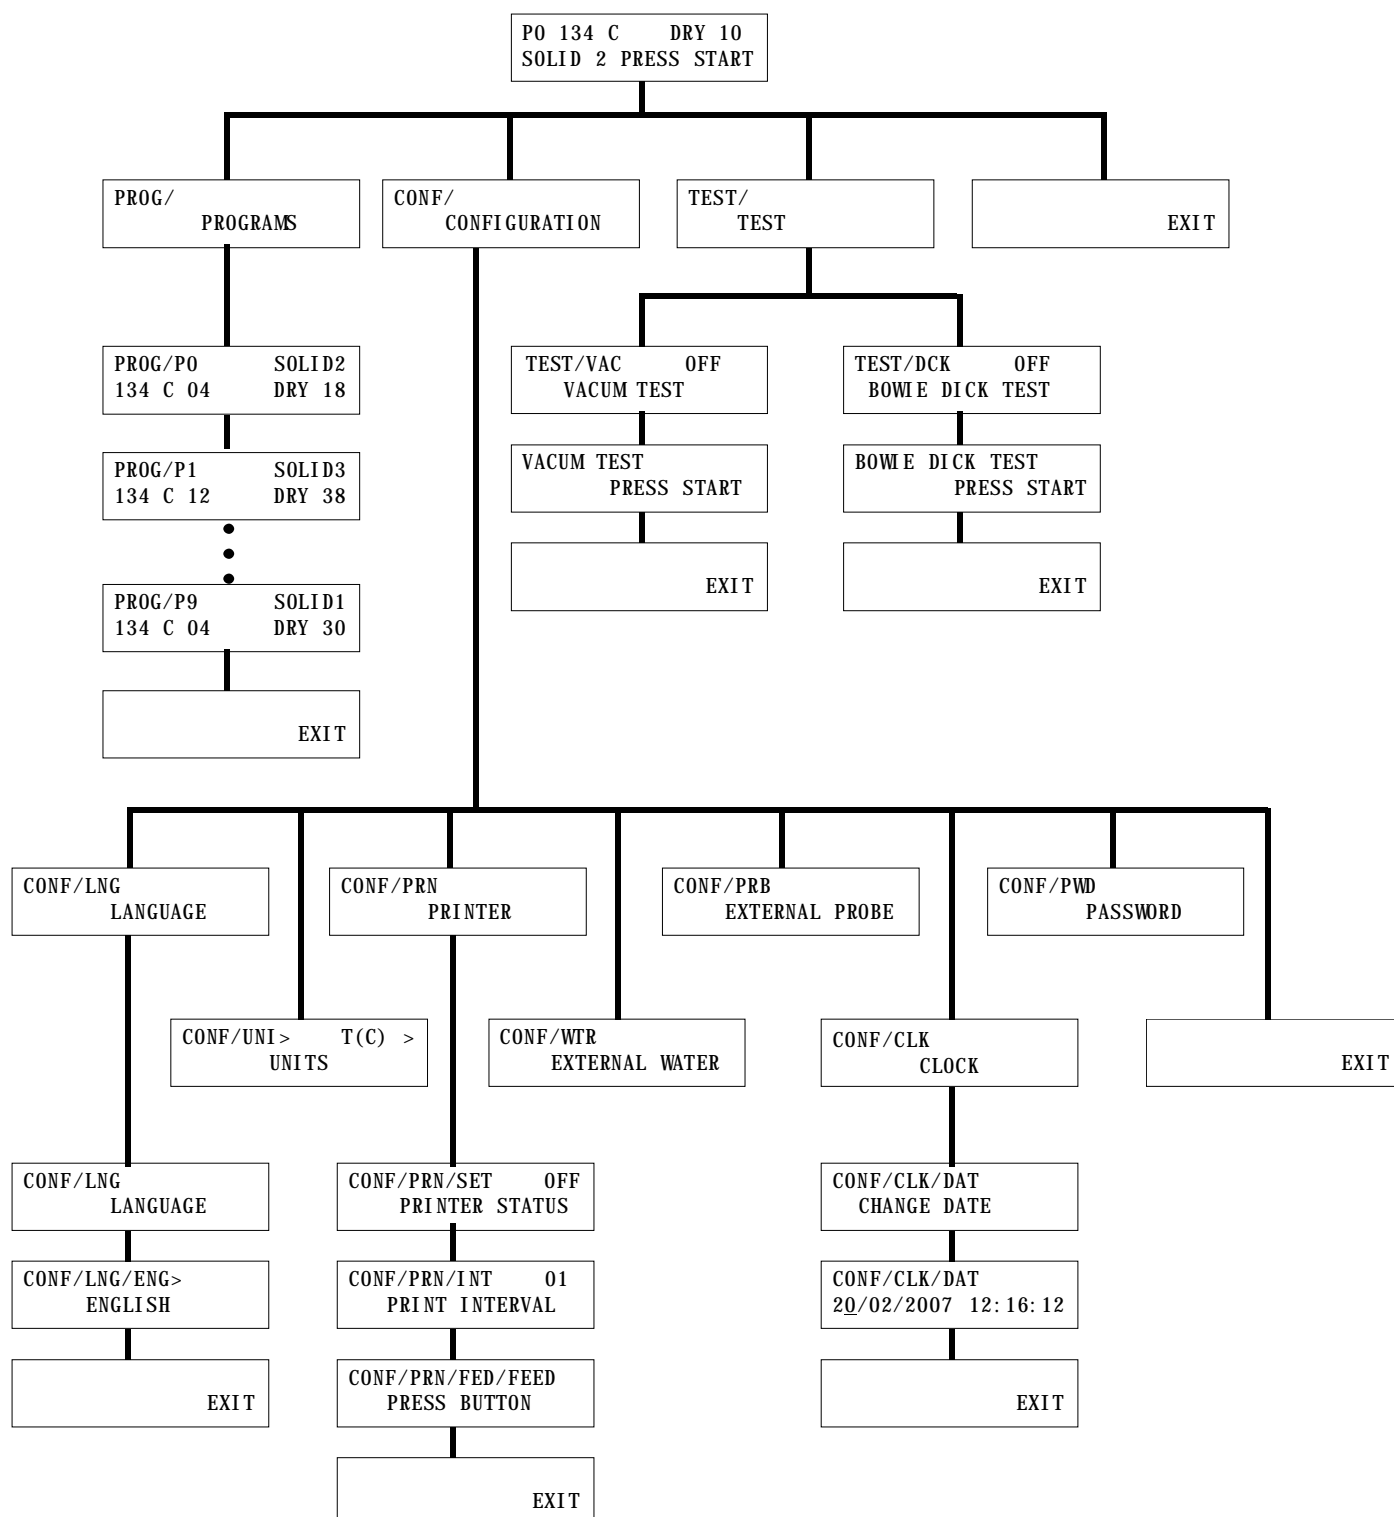 P0 134 C DRY 10
SOLID 2 PRESS START
PROG/
PROGRAMS
CONF/
CONFIGURATION
TEST/
TEST
EXIT
PROG/P0 SOLID2
134 C 04 DRY 18
TEST/VAC OFF
VACUM TEST
TEST/DCK OFF
BOWIE DICK TEST
PROG/P1 SOLID3
134 C 12 DRY 38
VACUM TEST
PRESS START
BOWIE DICK TEST
PRESS START
EXIT
EXIT
PROG/P9 SOLID1
134 C 04 DRY 30
EXIT
CONF/LNG
LANGUAGE
CONF/PRN
PRINTER
CONF/PRB
EXTERNAL PROBE
CONF/PWD
PASSWORD
CONF/UNI> T(C) >
UNITS
CONF/WTR
EXTERNAL WATER
CONF/CLK
CLOCK
EXIT
CONF/LNG
LANGUAGE
CONF/PRN/SET OFF
PRINTER STATUS
CONF/CLK/DAT
CHANGE DATE
CONF/LNG/ENG>
ENGLISH
CONF/PRN/INT 01
PRINT INTERVAL
CONF/CLK/DAT
20/02/2007 12:16:12
EXIT
CONF/PRN/FED/FEED
PRESS BUTTON
EXIT
EXIT